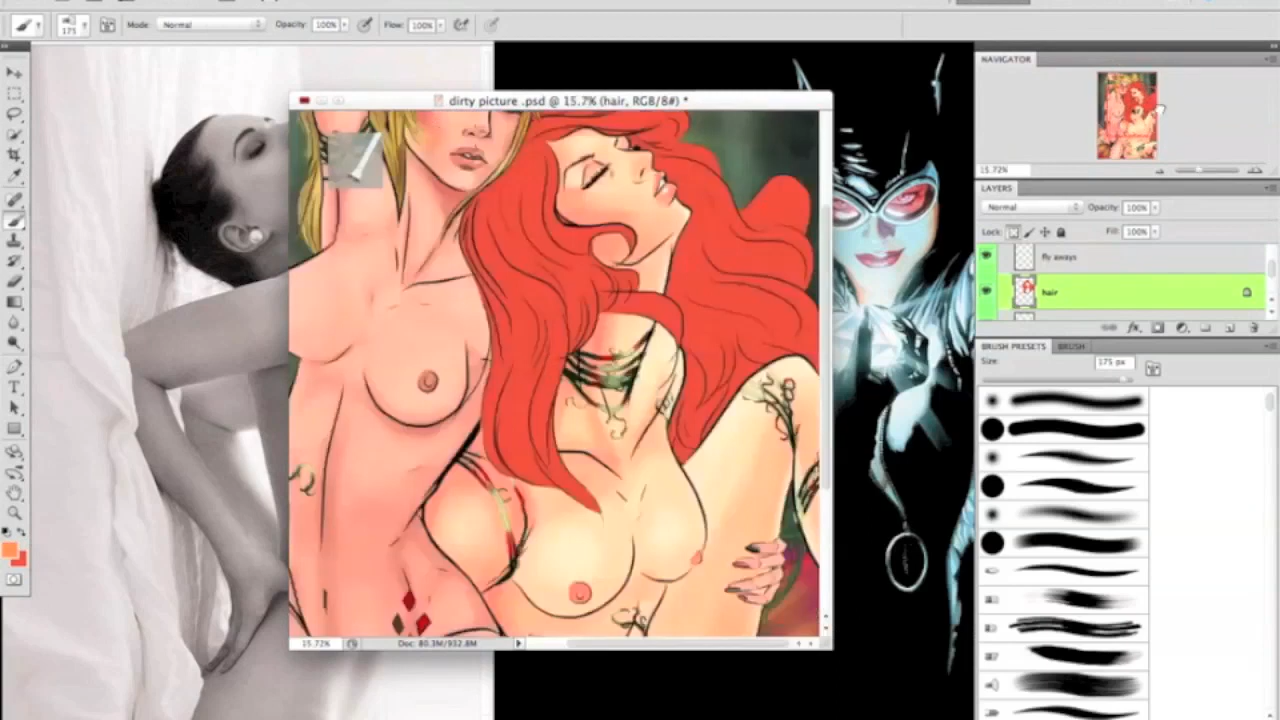 Mode: Normal Opacity: 100% Flow: 100%
175
dirty picture .psd @ 15.7% (hair, RGB/8#) *
15.72% Doc: 80.3M/932.8M
NAVIGATOR
15.72%
LAYERS
Normal Opacity: 100%
Lock: Fill: 100%
fly aways
hair
BRUSH PRESETS BRUSH
Size: 175 px